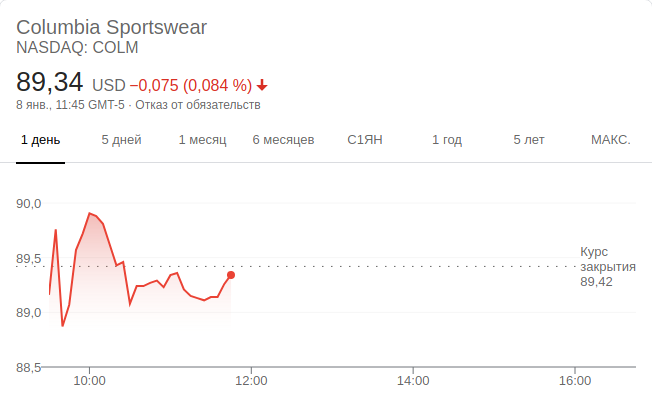 Columbia Sportswear
NASDAQ: COLM
89,34 USD −0,075 (0,084 %)
8 янв., 11:45 GMT-5 · Отказ от обязательств
1 день 5 дней 1 месяц 6 месяцев С1ЯН 1 год 5 лет МАКС.
90,0
89,5
89,0
88,5
Курс
закрытия
89,42
10:00 12:00 14:00 16:00